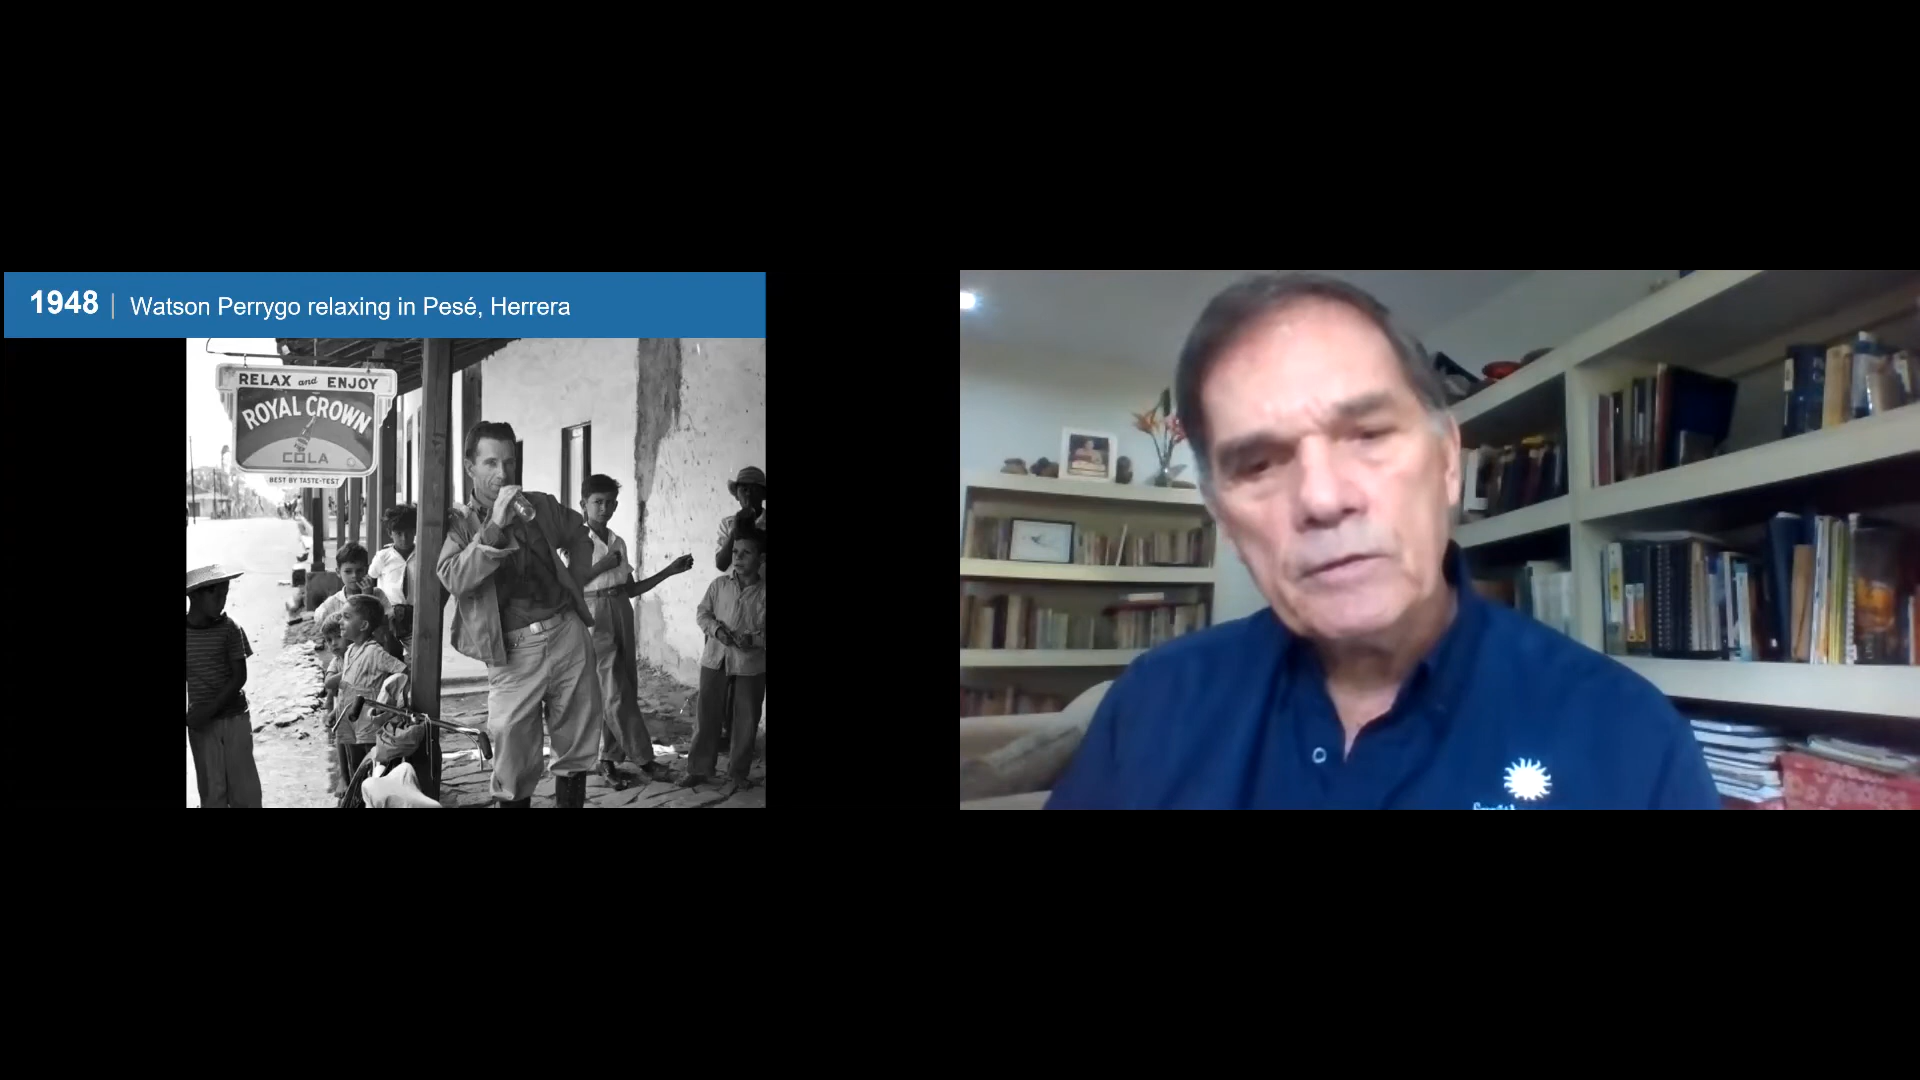 1948 | Watson Perrygo relaxing in Pesé, Herrera
RELAX and ENJOY
ROYAL CROWN
COLA
BEST BY TASTE-TEST